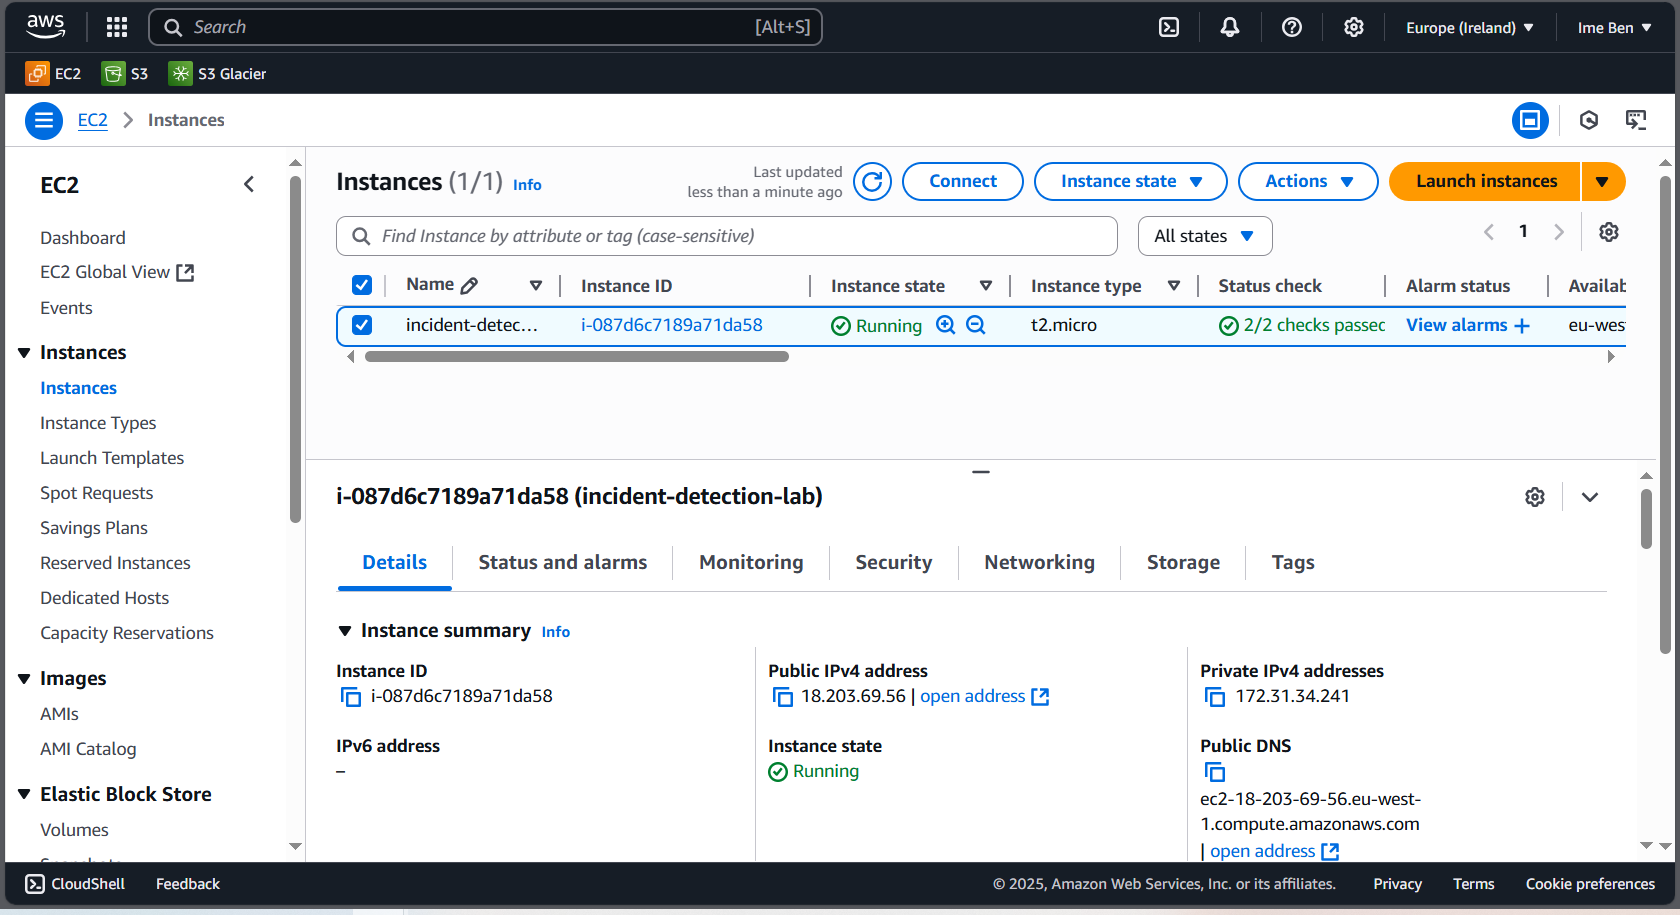 aws
Search
[Alt+S]
Europe (Ireland)
Ime Ben
EC2
S3
S3 Glacier
EC2
Instances
EC2
Dashboard
EC2 Global View
Events
Instances
Instances
Instance Types
Launch Templates
Spot Requests
Savings Plans
Reserved Instances
Dedicated Hosts
Capacity Reservations
Images
AMIs
AMI Catalog
Elastic Block Store
Volumes
Instances (1/1) Info
Last updated
less than a minute ago
Connect
Instance state
Actions
Launch instances
Find Instance by attribute or tag (case-sensitive)
All states
1
Name
Instance ID
Instance state
Instance type
Status check
Alarm status
Availab
incident-detec...
i-087d6c7189a71da58
Running
t2.micro
2/2 checks passec
View alarms +
eu-wes
i-087d6c7189a71da58 (incident-detection-lab)
Details
Status and alarms
Monitoring
Security
Networking
Storage
Tags
Instance summary Info
Instance ID
i-087d6c7189a71da58
Public IPv4 address
18.203.69.56 | open address
Private IPv4 addresses
172.31.34.241
IPv6 address
–
Instance state
Running
Public DNS
ec2-18-203-69-56.eu-west-
1.compute.amazonaws.com
| open address
CloudShell
Feedback
© 2025, Amazon Web Services, Inc. or its affiliates.
Privacy
Terms
Cookie preferences